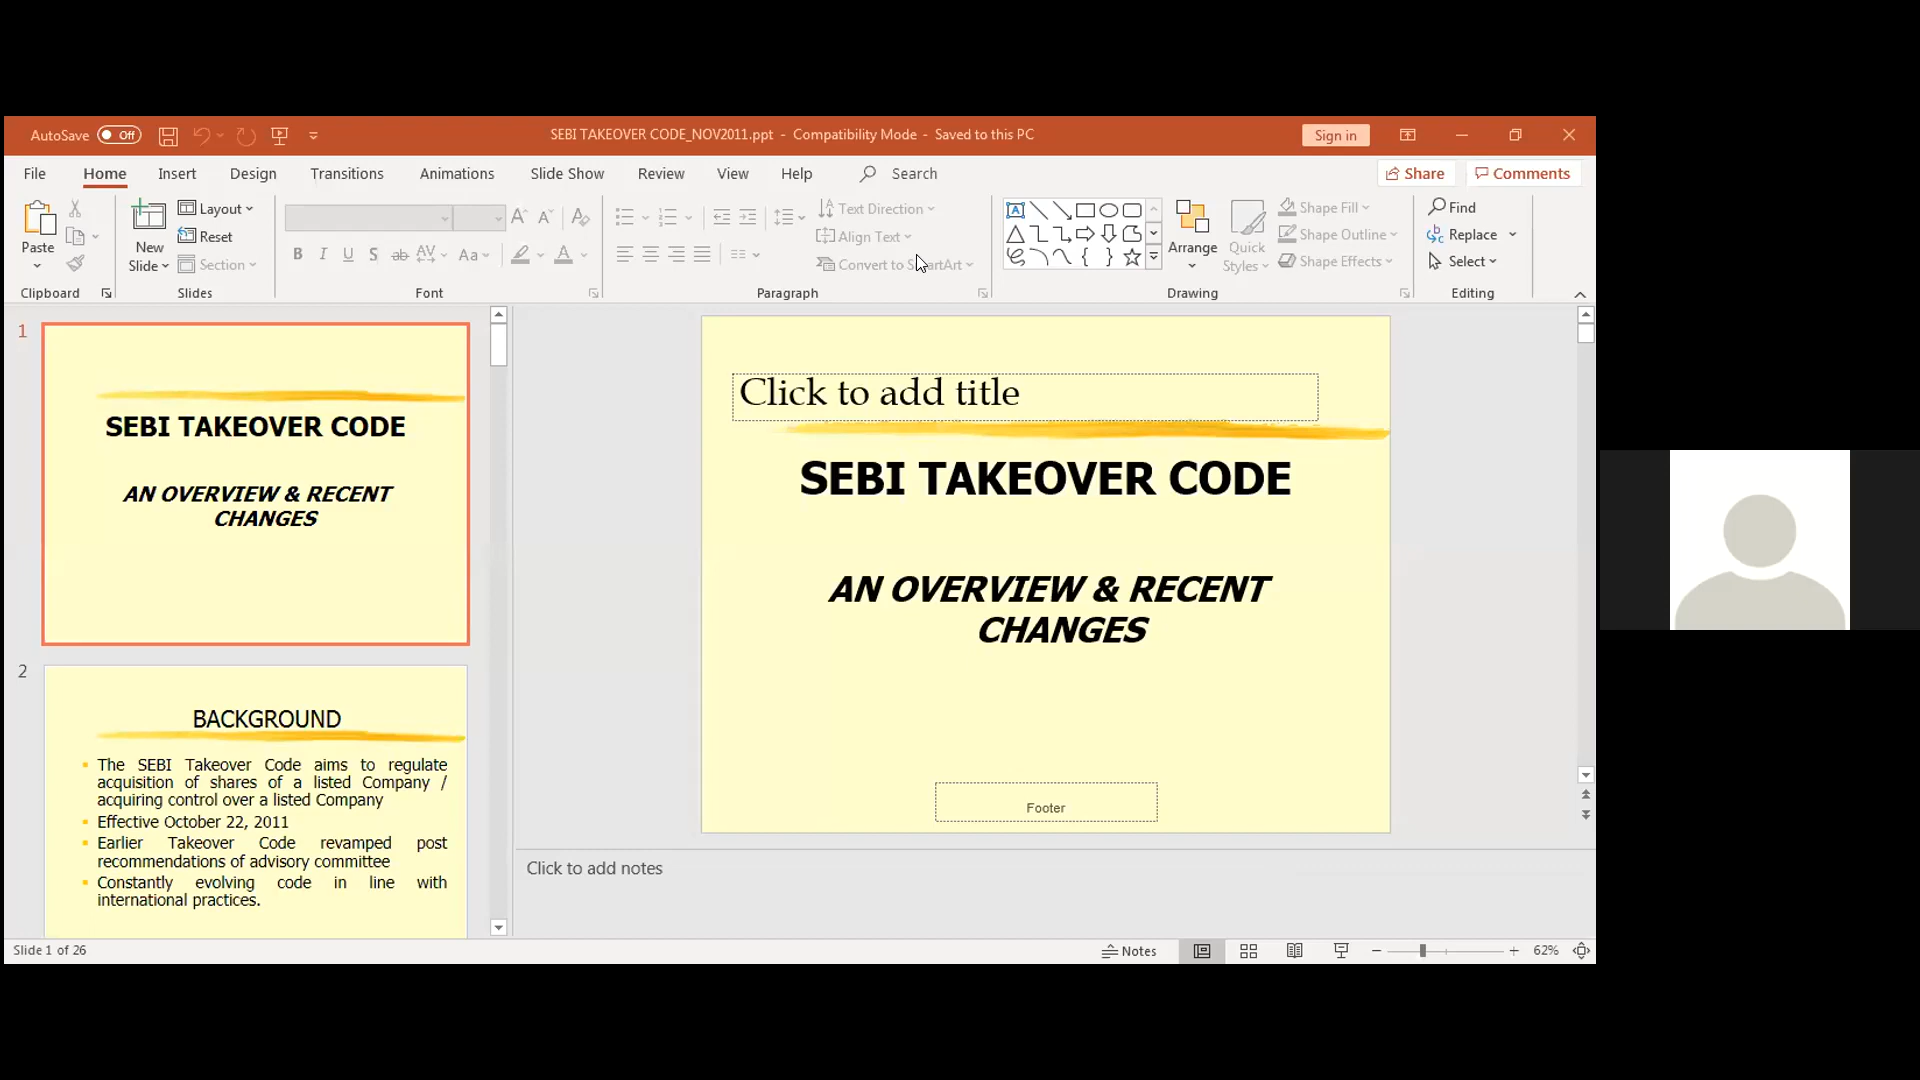 AutoSave Off
SEBI TAKEOVER CODE_NOV2011.ppt - Compatibility Mode - Saved to this PC
Sign in
File Home Insert Design Transitions Animations Slide Show Review View Help Search
Share Comments
Paste
New
Slide
Layout
Reset
Section
B I U S ab AV Aa A
Text Direction
Align Text
Convert to SmartArt
Arrange
Quick
Styles
Shape Fill
Shape Outline
Shape Effects
Find
Replace
Select
Clipboard Slides Font Paragraph Drawing Editing
1
SEBI TAKEOVER CODE
AN OVERVIEW & RECENT
CHANGES
2
BACKGROUND
The SEBI Takeover Code aims to regulate
acquisition of shares of a listed Company /
acquiring control over a listed Company
Effective October 22, 2011
Earlier Takeover Code revamped post
recommendations of advisory committee
Constantly evolving code in line with
international practices.
Click to add title
SEBI TAKEOVER CODE
AN OVERVIEW & RECENT
CHANGES
Footer
Click to add notes
Slide 1 of 26
Notes
62%